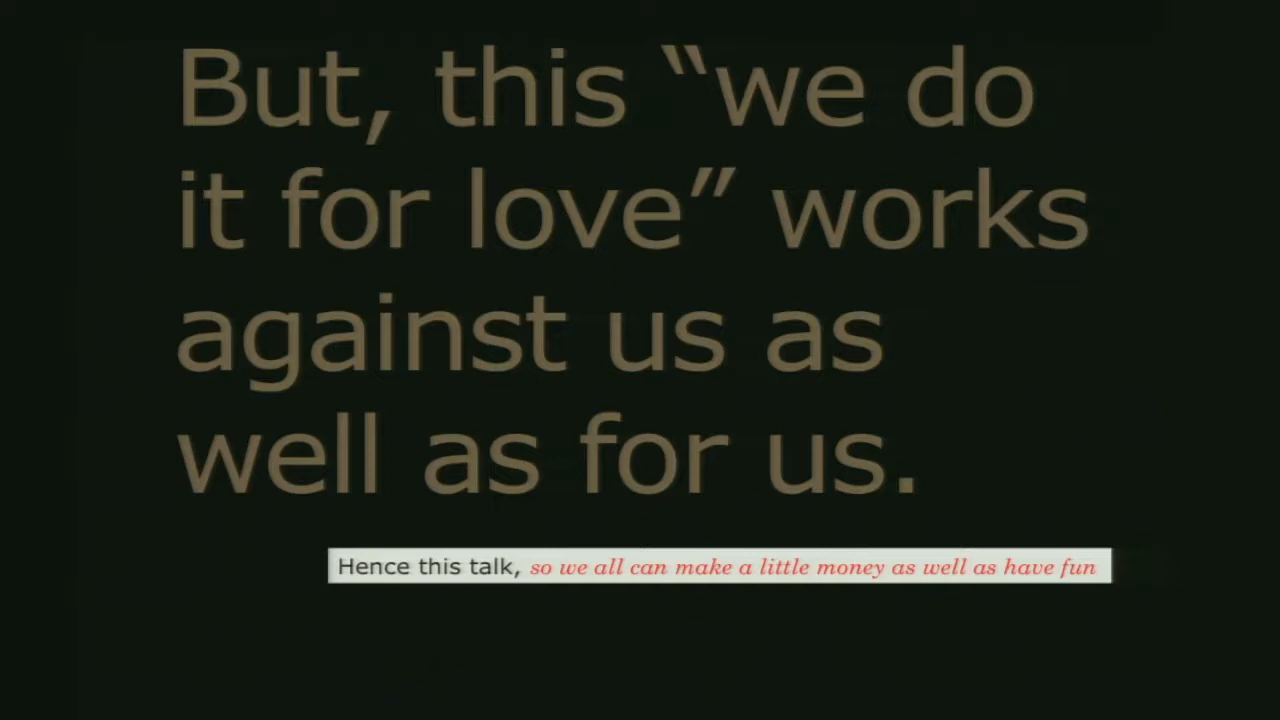 But, this “we do
it for love” works
against us as
well as for us.
Hence this talk, so we all can make a little money as well as have fun